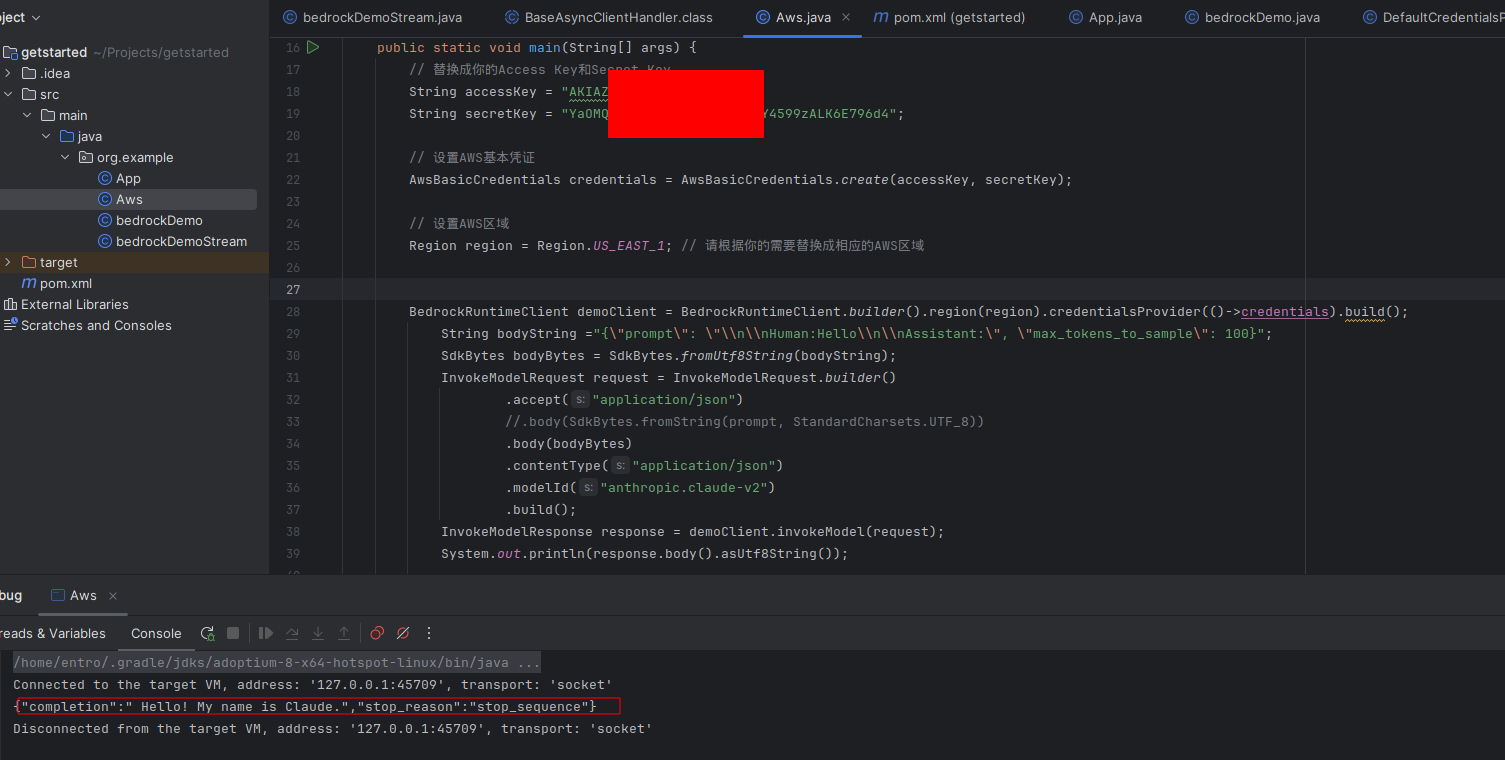 oject
bedrockDemoStream.java BaseAsyncClientHandler.class Aws.java pom.xml (getstarted) App.java bedrockDemo.java DefaultCredentialsP
getstarted ~/Projects/getstarted
.idea
src
main
java
org.example
App
Aws
bedrockDemo
bedrockDemoStream
target
pom.xml
External Libraries
Scratches and Consoles
16 public static void main(String[] args) {
17 // 替换成你的Access Key和Secret Key
18 String accessKey = "AKIAZ
19 String secretKey = "YaOMQ Y4599zALK6E796d4";
20
21 // 设置AWS基本凭证
22 AwsBasicCredentials credentials = AwsBasicCredentials.create(accessKey, secretKey);
23
24 // 设置AWS区域
25 Region region = Region.US_EAST_1; // 请根据你的需要替换成相应的AWS区域
26
27
28 BedrockRuntimeClient demoClient = BedrockRuntimeClient.builder().region(region).credentialsProvider(()->credentials).build();
29 String bodyString ="{\"prompt\": \"\\n\\nHuman:Hello\\n\\nAssistant:\", \"max_tokens_to_sample\": 100}";
30 SdkBytes bodyBytes = SdkBytes.fromUtf8String(bodyString);
31 InvokeModelRequest request = InvokeModelRequest.builder()
32 .accept( s: "application/json")
33 //.body(SdkBytes.fromString(prompt, StandardCharsets.UTF_8))
34 .body(bodyBytes)
35 .contentType( s: "application/json")
36 .modelId( s: "anthropic.claude-v2")
37 .build();
38 InvokeModelResponse response = demoClient.invokeModel(request);
39 System.out.println(response.body().asUtf8String());
bug Aws
reads & Variables Console
/home/entro/.gradle/jdks/adoptium-8-x64-hotspot-linux/bin/java ...
Connected to the target VM, address: '127.0.0.1:45709', transport: 'socket'
{"completion":" Hello! My name is Claude.","stop_reason":"stop_sequence"}
Disconnected from the target VM, address: '127.0.0.1:45709', transport: 'socket'